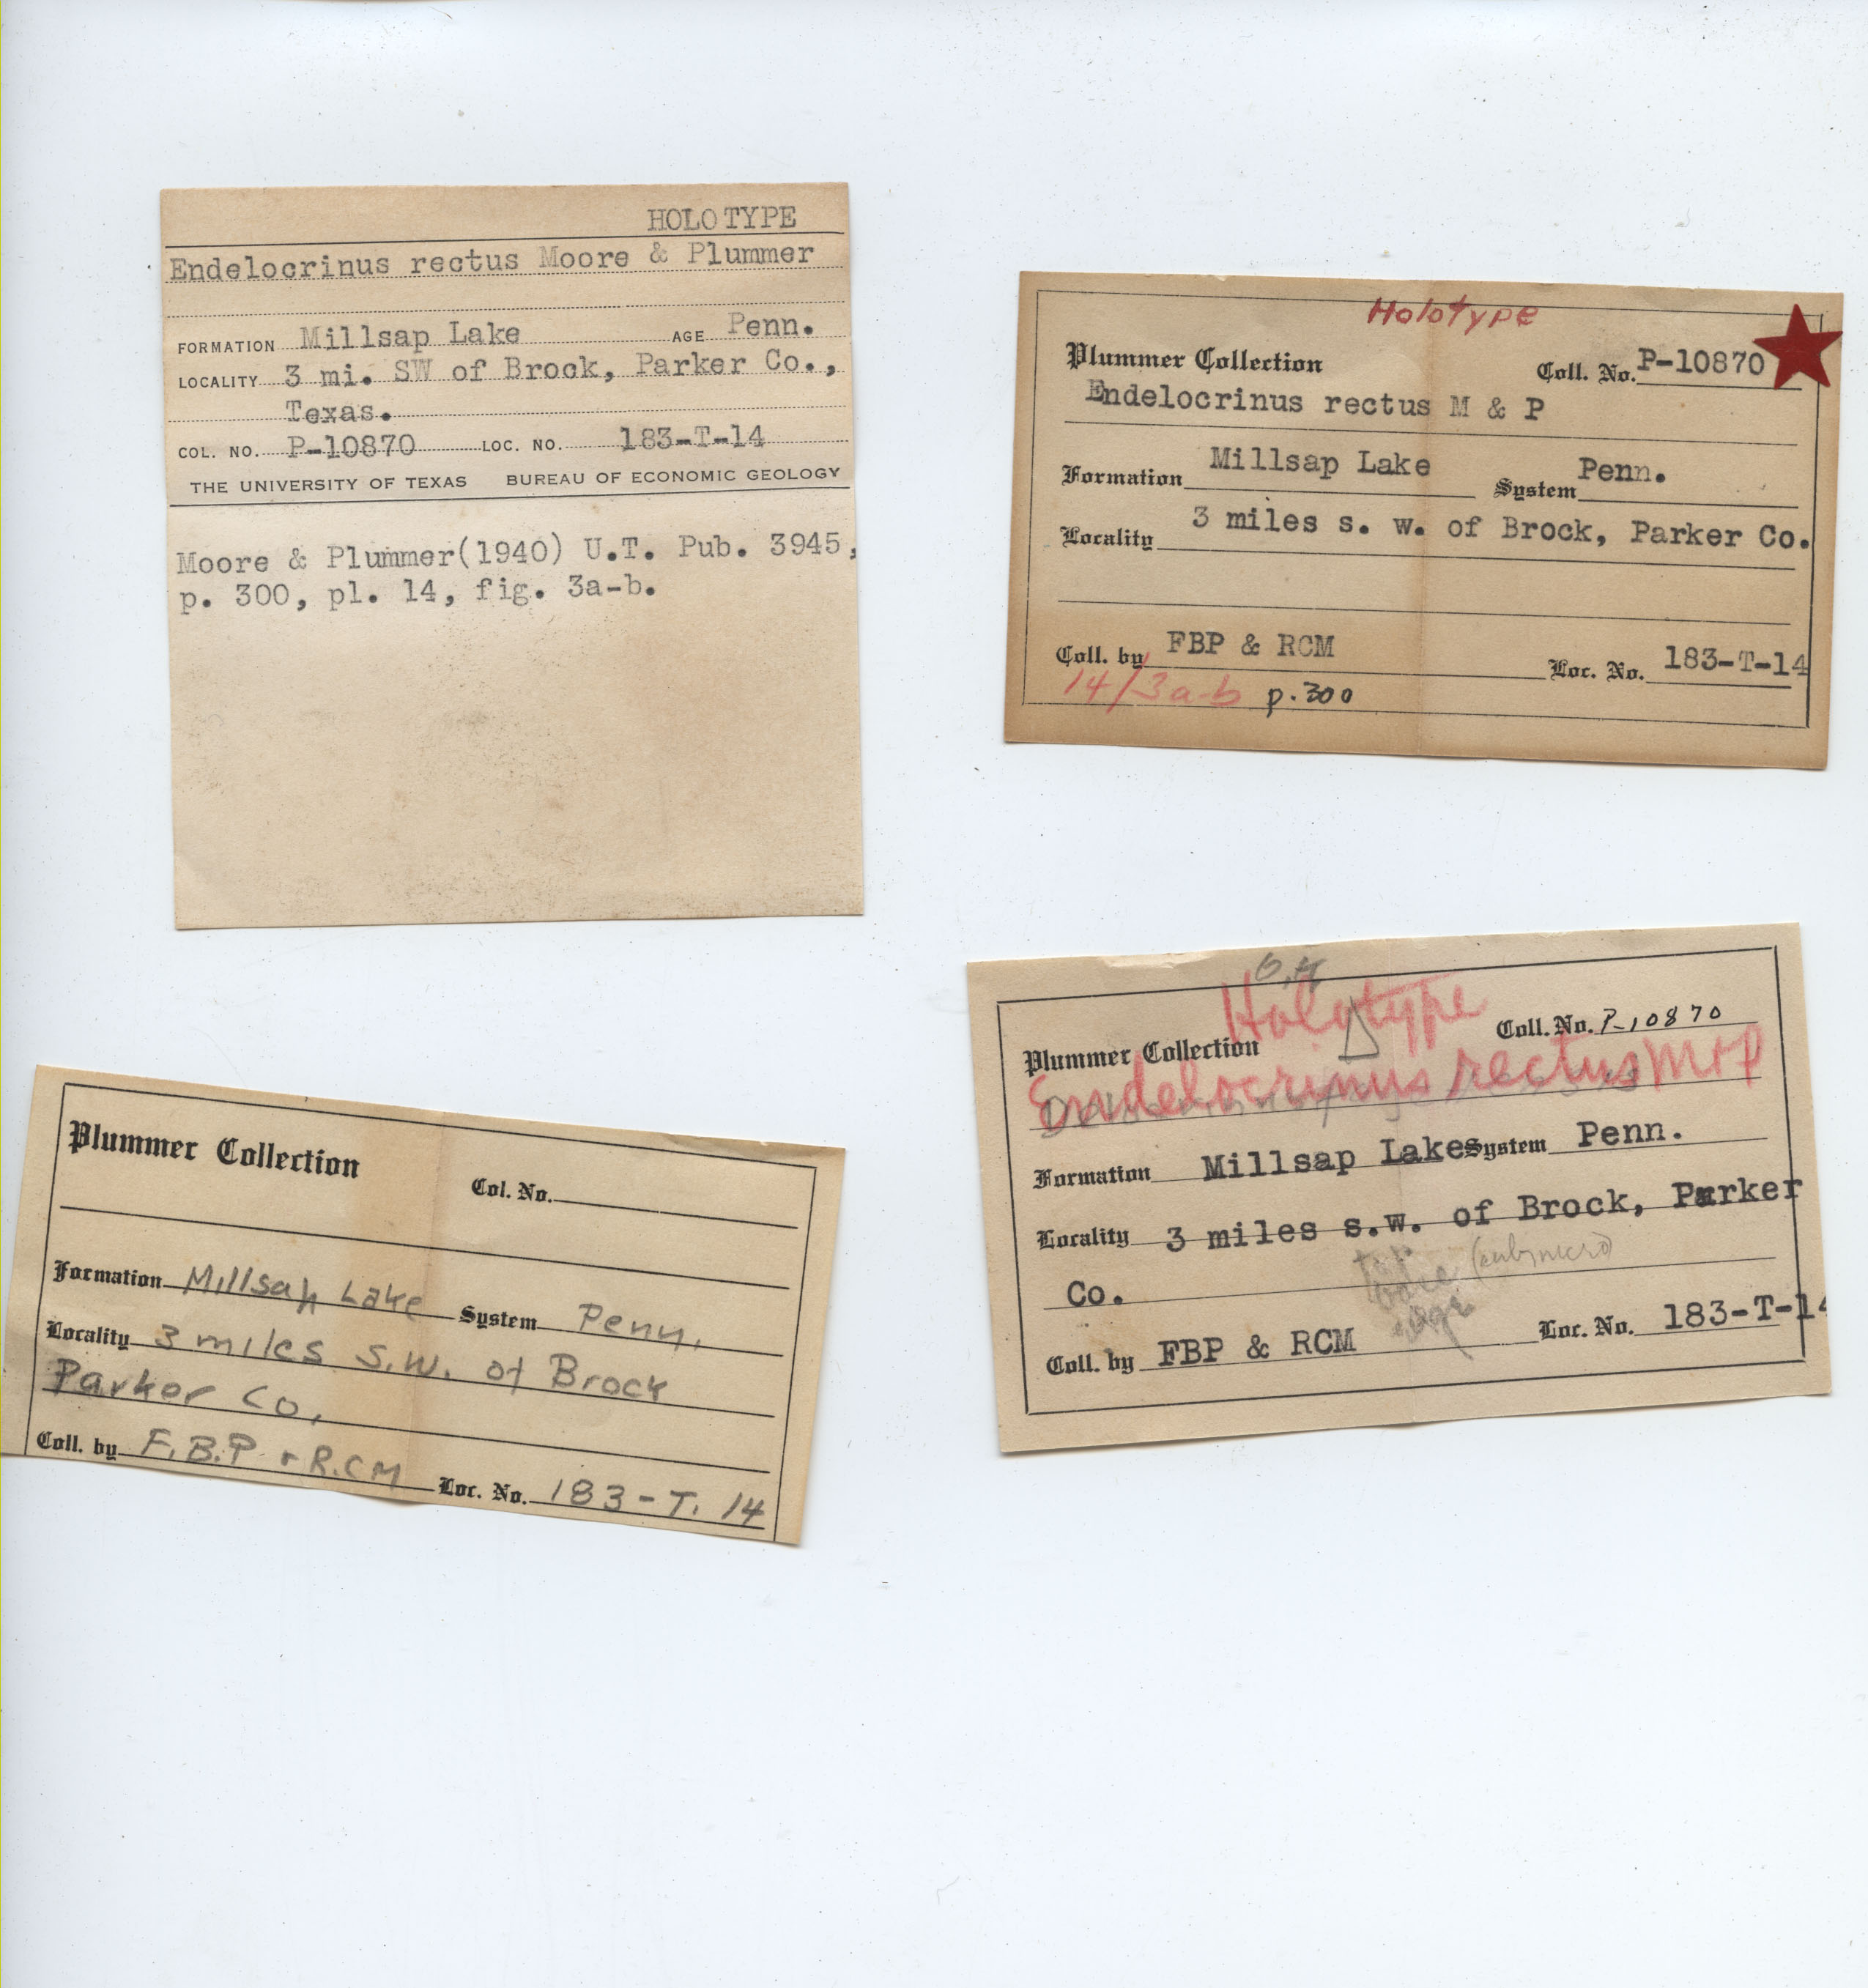 HOLOTYPE
Endelocrinus rectus Moore & Plummer
FORMATION Millsap Lake AGE Penn.
LOCALITY 3 mi. SW of Brock, Parker Co.,
Texas.
COL. NO. P-10870 LOC. NO. 183-T-14
THE UNIVERSITY OF TEXAS BUREAU OF ECONOMIC GEOLOGY
Moore & Plummer(1940) U.T. Pub. 3945,
p. 300, pl. 14, fig. 3a-b.
Holotype
Plummer Collection Coll. No. P-10870
Endelocrinus rectus M & P
Formation Millsap Lake System Penn.
Locality 3 miles s. w. of Brock, Parker Co.
Coll. by FBP & RCM Loc. No. 183-T-14
14/3a-b p.300
Plummer Collection Col. No.
Formation Millsap Lake System Penn.
Locality 3 miles S.W. of Brock
Parker Co.
Coll. by F.B.P + R.C M Loc. No. 183-T. 14
Holotype
Plummer Collection Coll. No. P-10870
Endelocrinus rectus M+P
Formation Millsap Lake System Penn.
Locality 3 miles s.w. of Brock, Parker
Co.
Coll. by FBP & RCM Loc. No. 183-T-14